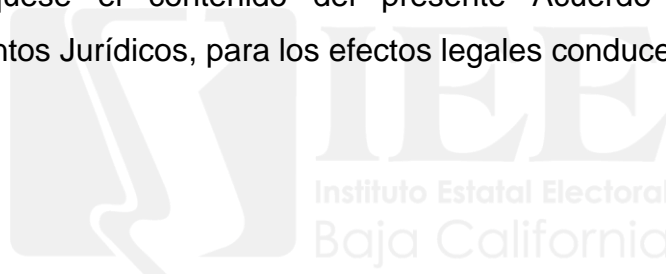 quese el contenido del presente Acuerdo
ntos Jurídicos, para los efectos legales conduce
IEE
Instituto Estatal Electoral
Baja California